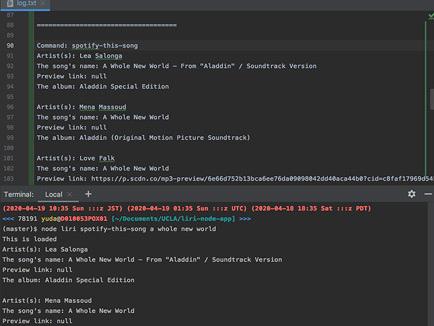 log.txt
87
88 ====================================
89
90 Command: spotify-this-song
91 Artist(s): Lea Salonga
92 The song's name: A Whole New World – From "Aladdin" / Soundtrack Version
93 Preview link: null
94 The album: Aladdin Special Edition
95
96 Artist(s): Mena Massoud
97 The song's name: A Whole New World
98 Preview link: null
99 The album: Aladdin (Original Motion Picture Soundtrack)
100
101 Artist(s): Love Falk
102 The song's name: A Whole New World
103 Preview link: https://p.scdn.co/mp3-preview/6e66d752b13bca6ee76da09098042dd40aca44b07cid=c8faf17969d54
Terminal: Local +
(2020-04-19 10:35 Sun :::z JST) (2020-04-19 01:35 Sun :::z UTC) (2020-04-18 18:35 Sat :::z PDT)
<<< 78191 yuda@D018053POX01 [~/Documents/UCLA/liri-node-app] >>>
(master)$ node liri spotify-this-song a whole new world
This is loaded
Artist(s): Lea Salonga
The song's name: A Whole New World – From "Aladdin" / Soundtrack Version
Preview link: null
The album: Aladdin Special Edition
Artist(s): Mena Massoud
The song's name: A Whole New World
Preview link: null